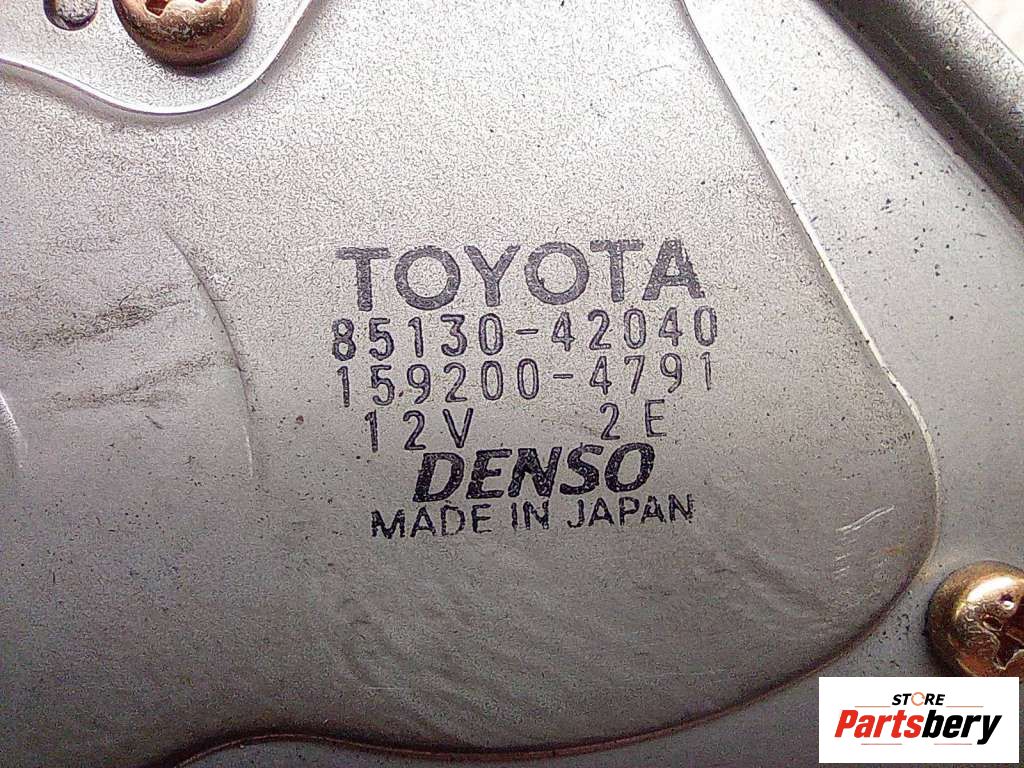 TOYOTA
85130-42040
159200-4791
12V 2E
DENSO
MADE IN JAPAN
STORE
Partsbery